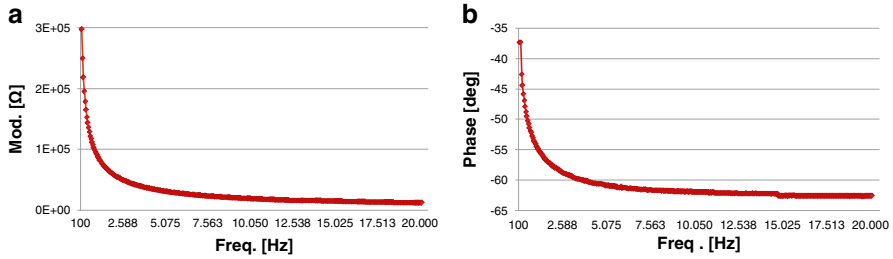 a
Mod. [Ω]
3E+05
2E+05
1E+05
0E+00
100 2.588 5.075 7.563 10.050 12.538 15.025 17.513 20.000
Freq. [Hz]
b
Phase [deg]
-35
-40
-45
-50
-55
-60
-65
100 2.588 5.075 7.563 10.050 12.538 15.025 17.513 20.000
Freq . [Hz]